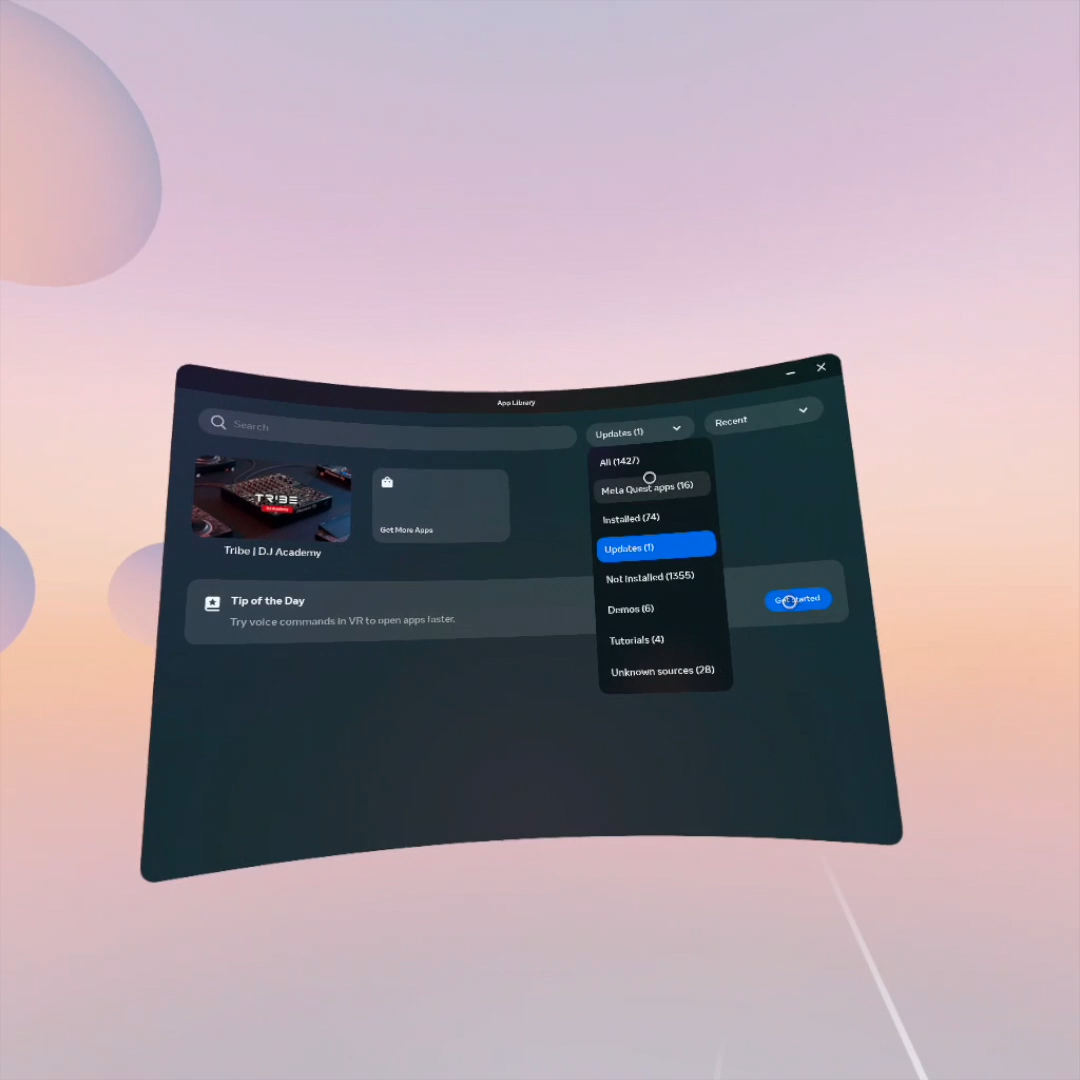 App Library
Search
Updates (1)
Recent
All (1427)
Meta Quest apps (16)
Installed (74)
Updates (1)
Not Installed (1355)
Demos (6)
Tutorials (4)
Unknown sources (28)
TRIBE
DJ Academy
Tribe | DJ Academy
Get More Apps
Tip of the Day
Try voice commands in VR to open apps faster.
Get Started